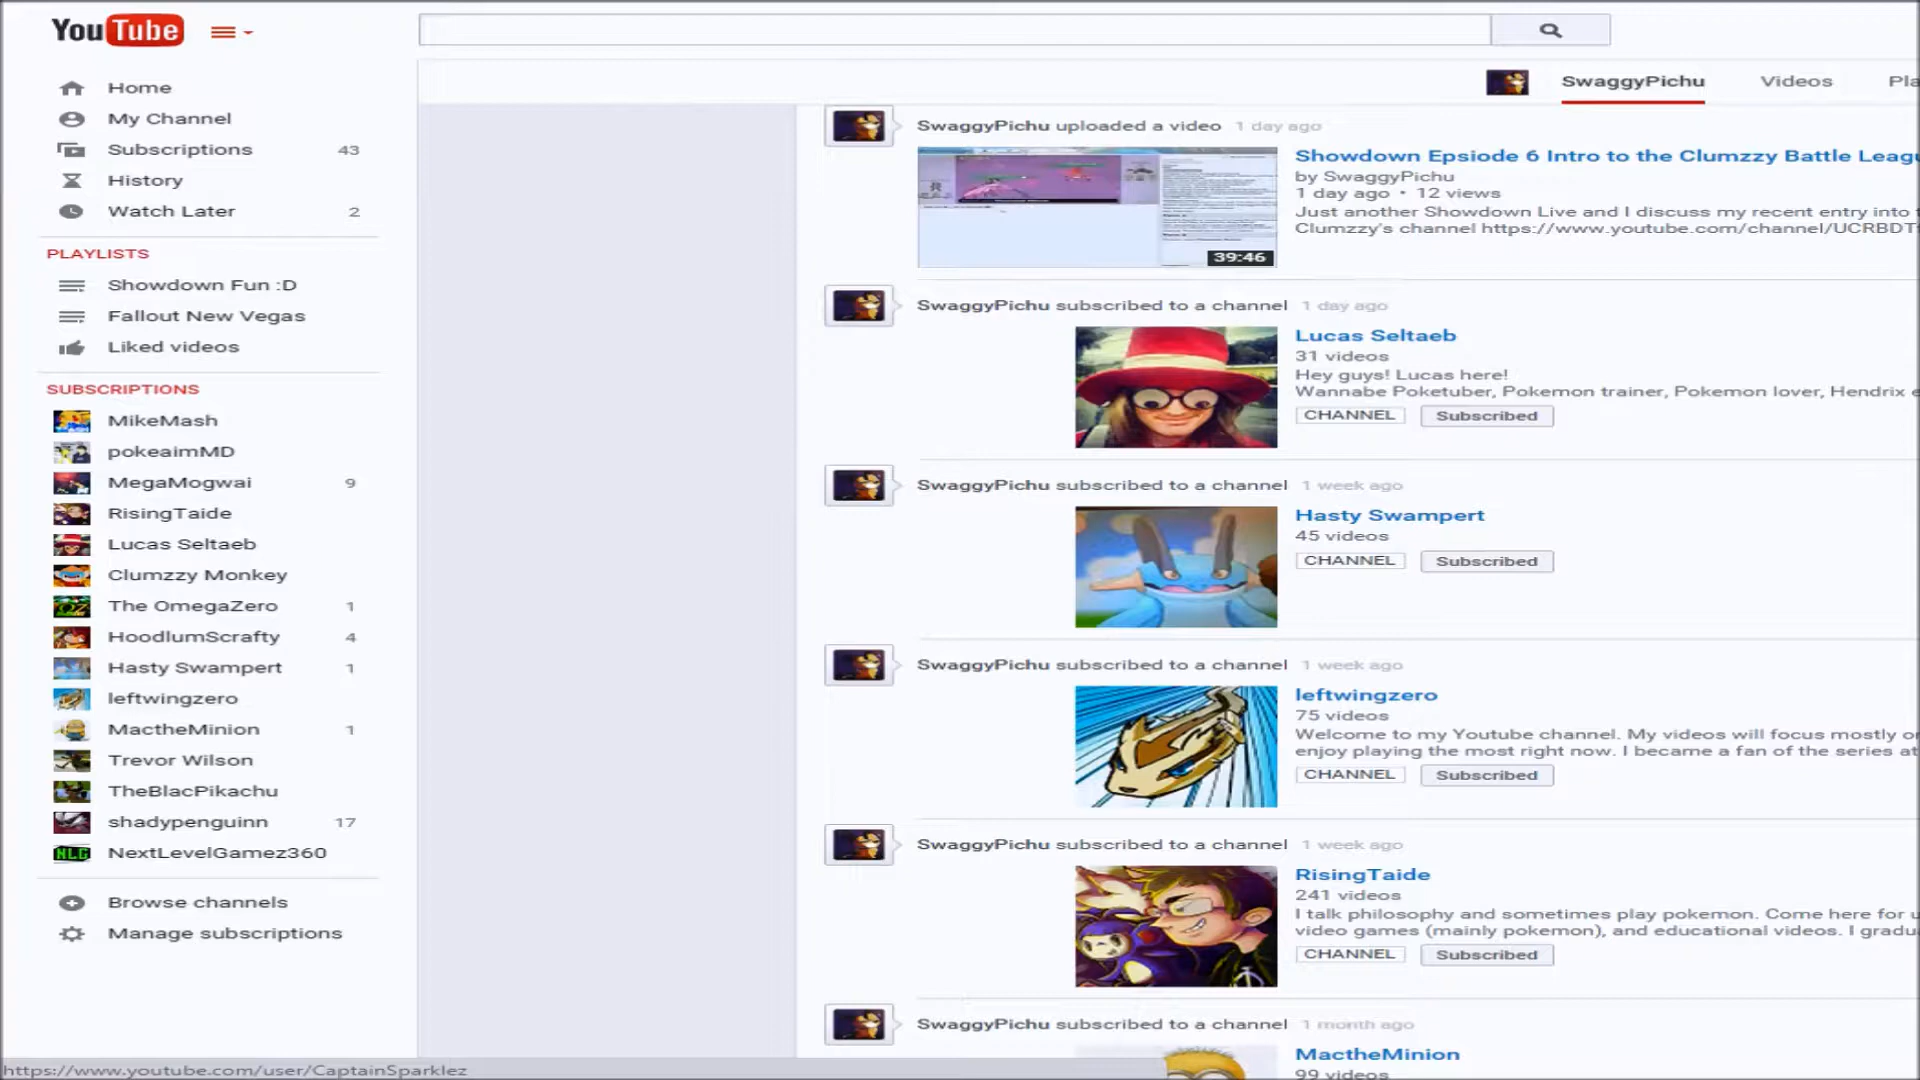 YouTube
SwaggyPichu Videos Pla
Home
My Channel
Subscriptions 43
History
Watch Later 2
PLAYLISTS
Showdown Fun :D
Fallout New Vegas
Liked videos
SUBSCRIPTIONS
MikeMash
pokeaimMD
MegaMogwai 9
RisingTaide
Lucas Seltaeb
Clumzzy Monkey
The OmegaZero 1
HoodlumScrafty 4
Hasty Swampert 1
leftwingzero
MactheMinion 1
Trevor Wilson
TheBlacPikachu
shadypenguinn 17
NLG NextLevelGamez360
Browse channels
Manage subscriptions
SwaggyPichu uploaded a video 1 day ago
39:46
Showdown Epsiode 6 Intro to the Clumzzy Battle Leagu
by SwaggyPichu
1 day ago • 12 views
Just another Showdown Live and I discuss my recent entry into t
Clumzzy's channel https://www.youtube.com/channel/UCRBDT
SwaggyPichu subscribed to a channel 1 day ago
Lucas Seltaeb
31 videos
Hey guys! Lucas here!
Wannabe Poketuber, Pokemon trainer, Pokemon lover, Hendrix e
CHANNEL Subscribed
SwaggyPichu subscribed to a channel 1 week ago
Hasty Swampert
45 videos
CHANNEL Subscribed
SwaggyPichu subscribed to a channel 1 week ago
leftwingzero
75 videos
Welcome to my Youtube channel. My videos will focus mostly or
enjoy playing the most right now. I became a fan of the series at
CHANNEL Subscribed
SwaggyPichu subscribed to a channel 1 week ago
RisingTaide
241 videos
I talk philosophy and sometimes play pokemon. Come here for u
video games (mainly pokemon), and educational videos. I gradu
CHANNEL Subscribed
SwaggyPichu subscribed to a channel 1 month ago
MactheMinion
99 videos
https://www.youtube.com/user/CaptainSparklez